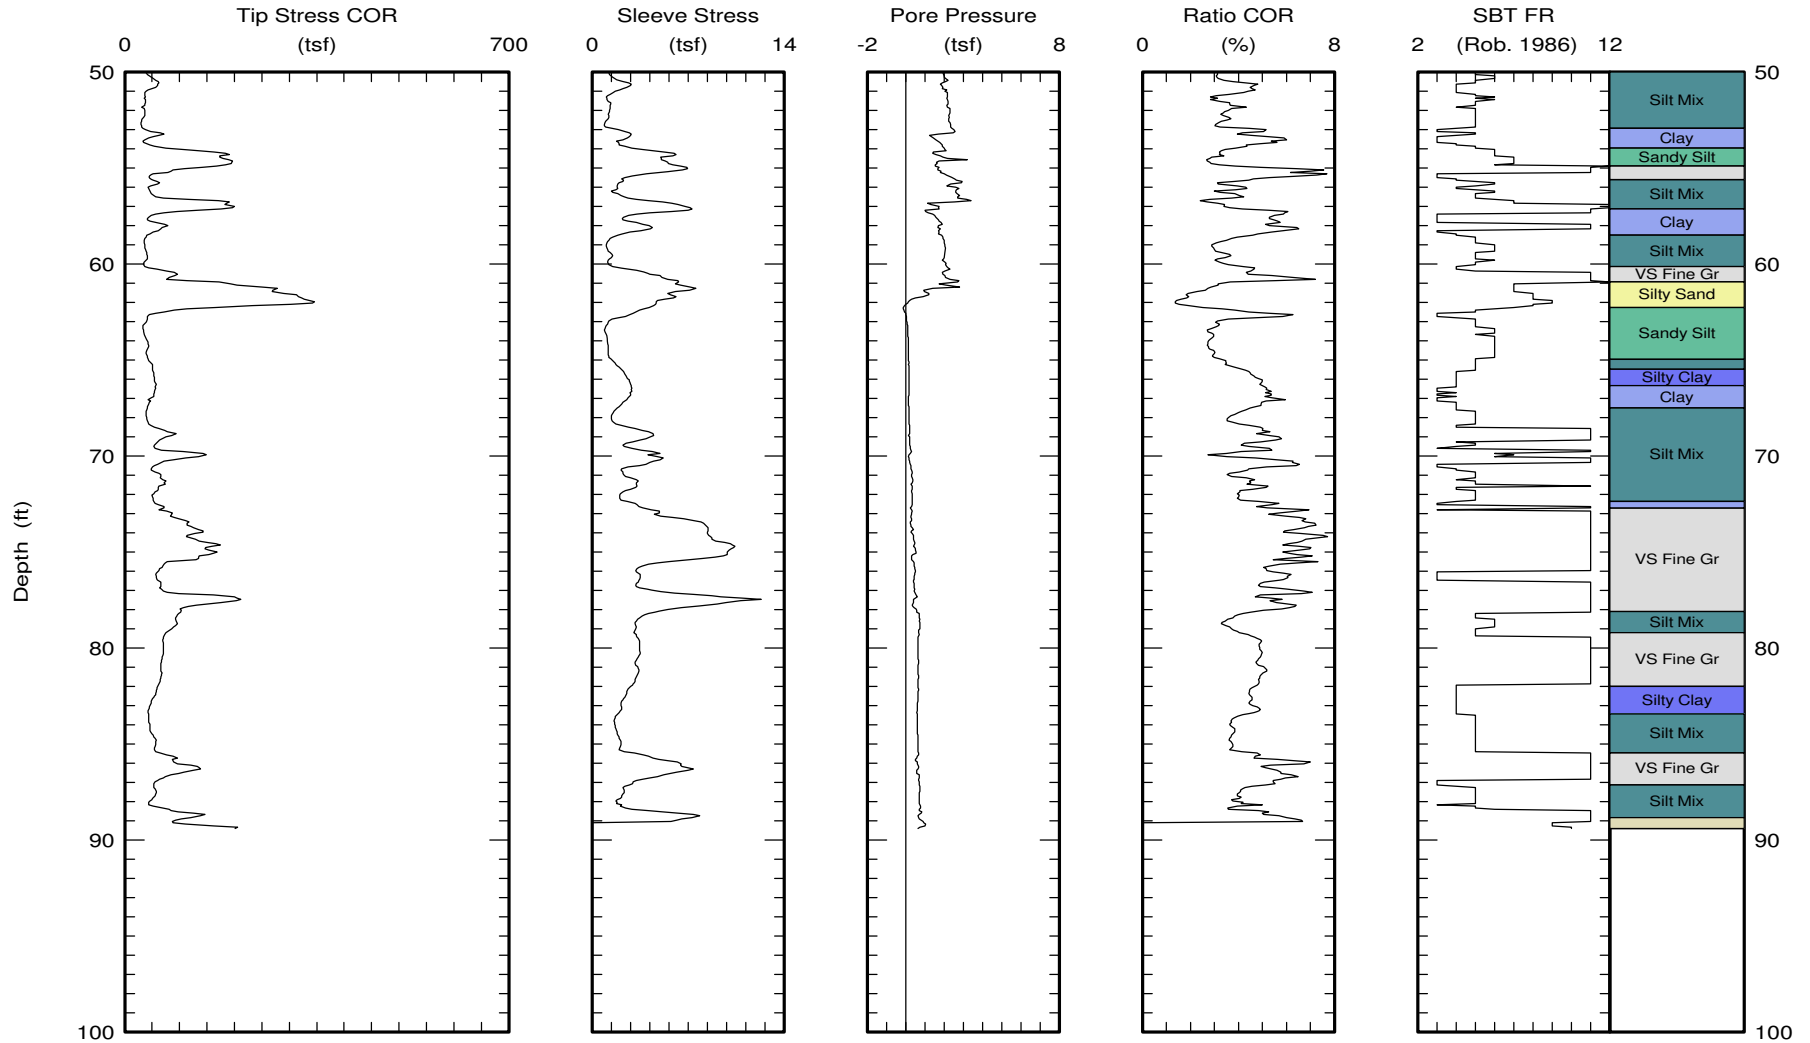 Tip Stress COR Sleeve Stress Pore Pressure Ratio COR SBT FR
0 (tsf) 700 0 (tsf) 14 -2 (tsf) 8 0 (%) 8 2 (Rob. 1986) 12
50 50
Silt Mix
Clay
Sandy Silt
Silt Mix
Clay
Silt Mix
60 60
VS Fine Gr
Silty Sand
Sandy Silt
Silty Clay
Clay
70 Silt Mix 70
Depth (ft)
VS Fine Gr
Silt Mix
80 VS Fine Gr 80
Silty Clay
Silt Mix
VS Fine Gr
Silt Mix
90 90
100 100